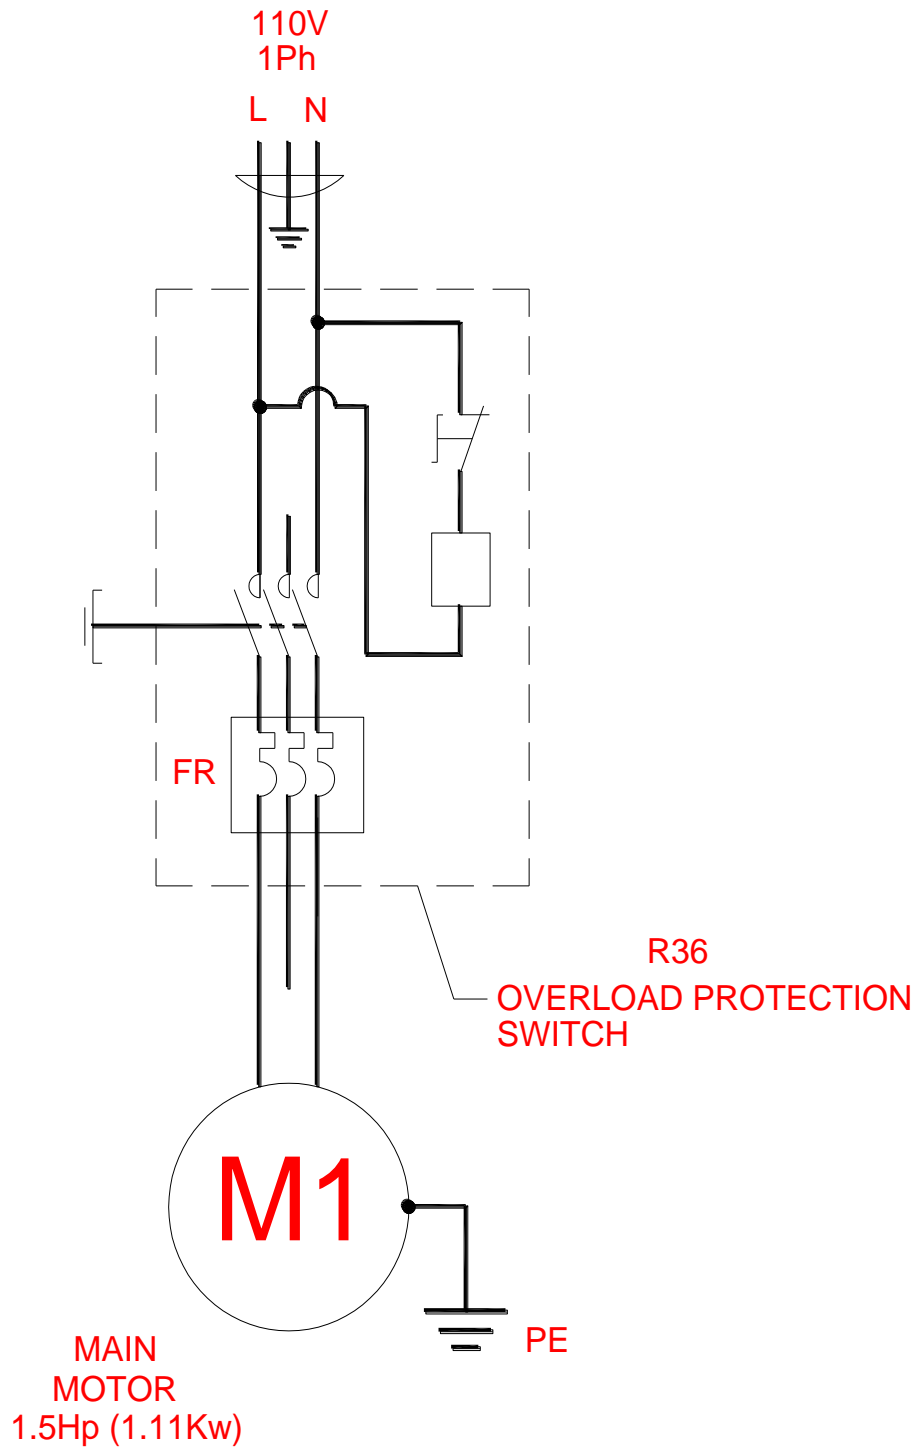 110V
1Ph
L N
FR
R36
OVERLOAD PROTECTION
SWITCH
M1
PE
MAIN
MOTOR
1.5Hp (1.11Kw)